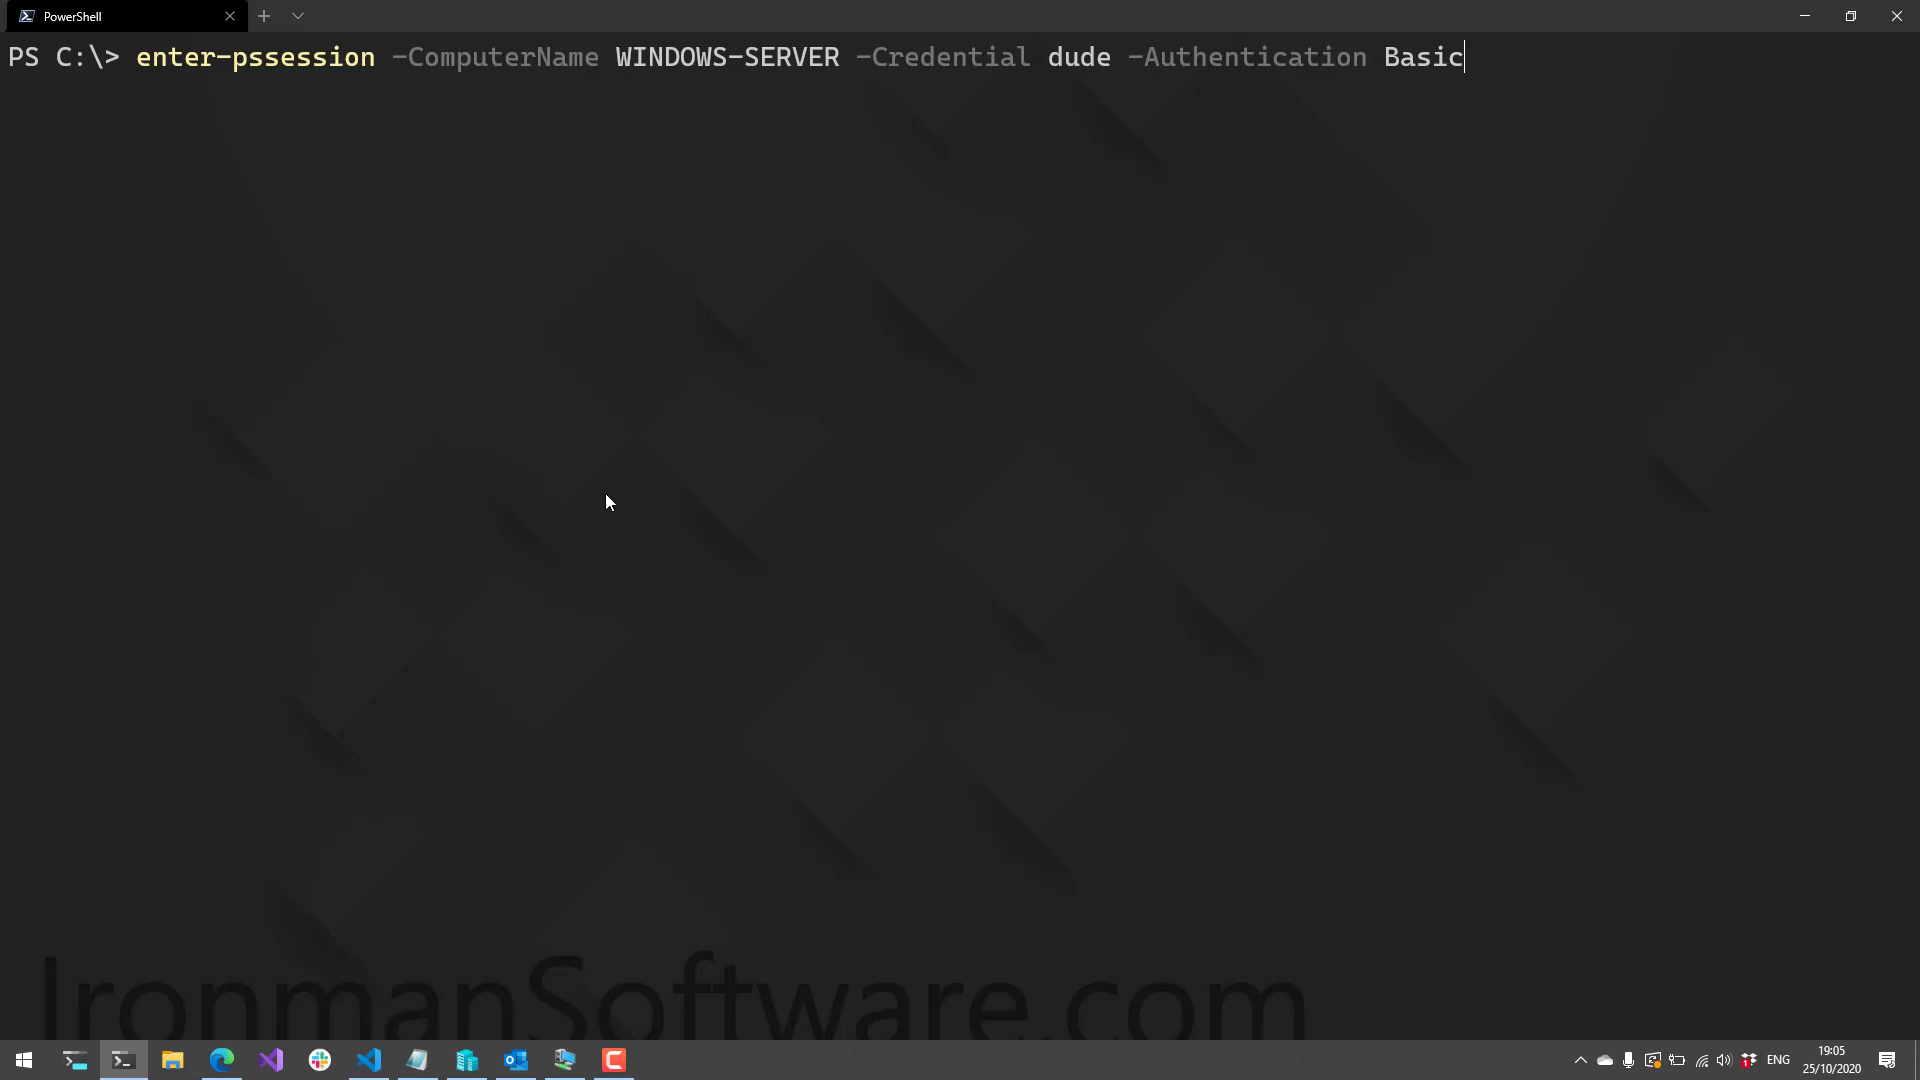 PowerShell
PS C:\> enter-pssession -ComputerName WINDOWS-SERVER -Credential dude -Authentication Basic
IronmanSoftware.com
ENG
19:05
25/10/2020